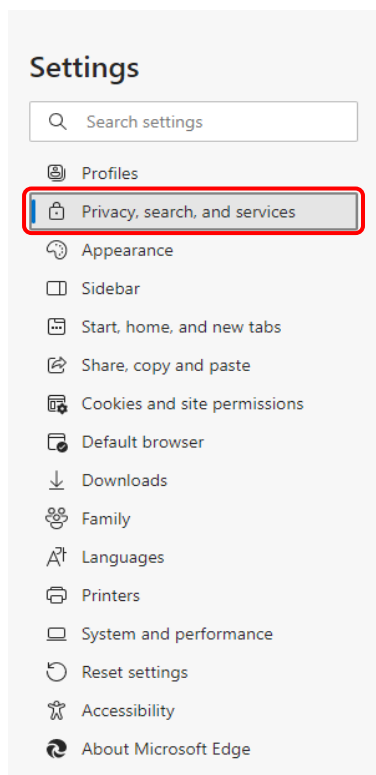 Settings
Search settings
Profiles
Privacy, search, and services
Appearance
Sidebar
Start, home, and new tabs
Share, copy and paste
Cookies and site permissions
Default browser
Downloads
Family
Languages
Printers
System and performance
Reset settings
Accessibility
About Microsoft Edge